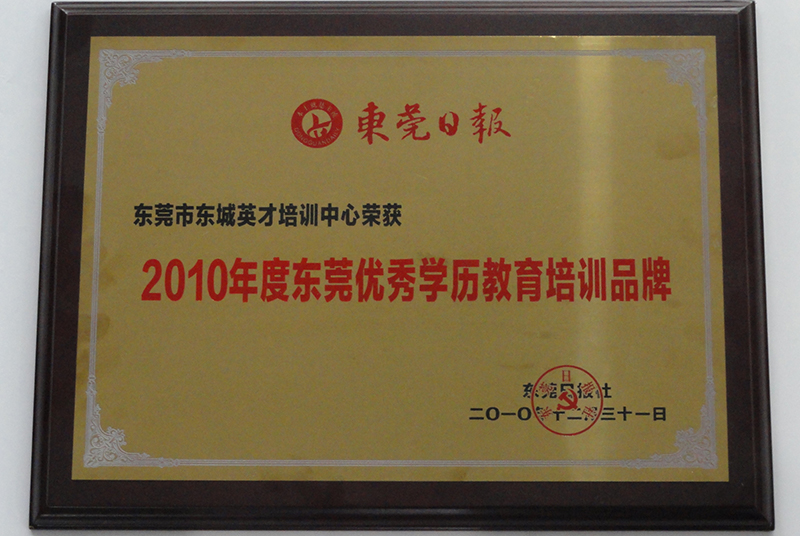 東莞日報
东莞市东城英才培训中心荣获
2010年度东莞优秀学历教育培训品牌
东莞日报社
二〇一〇年十二月三十一日